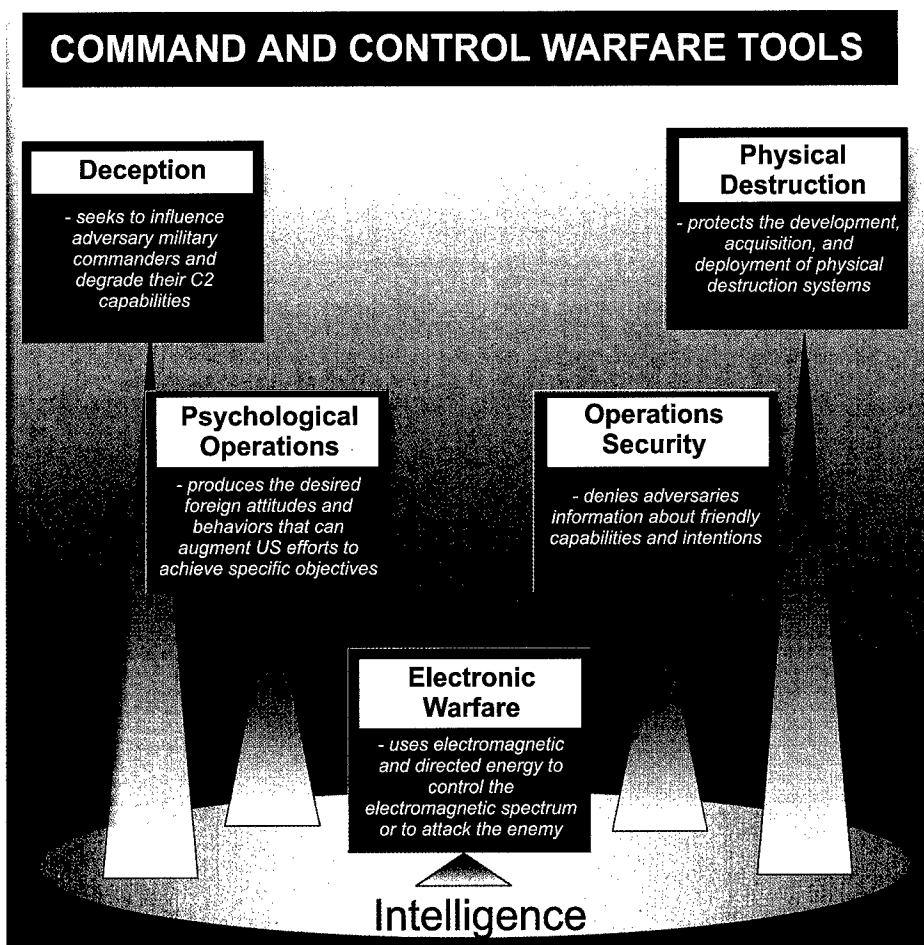 COMMAND AND CONTROL WARFARE TOOLS
Deception
- seeks to influence
adversary military
commanders and
degrade their C2
capabilities
Physical
Destruction
- protects the development,
acquisition, and
deployment of physical
destruction systems
Psychological
Operations
- produces the desired
foreign attitudes and
behaviors that can
augment US efforts to
achieve specific objectives
Operations
Security
- denies adversaries
information about friendly
capabilities and intentions
Electronic
Warfare
- uses electromagnetic
and directed energy to
control the
electromagnetic spectrum
or to attack the enemy
Intelligence